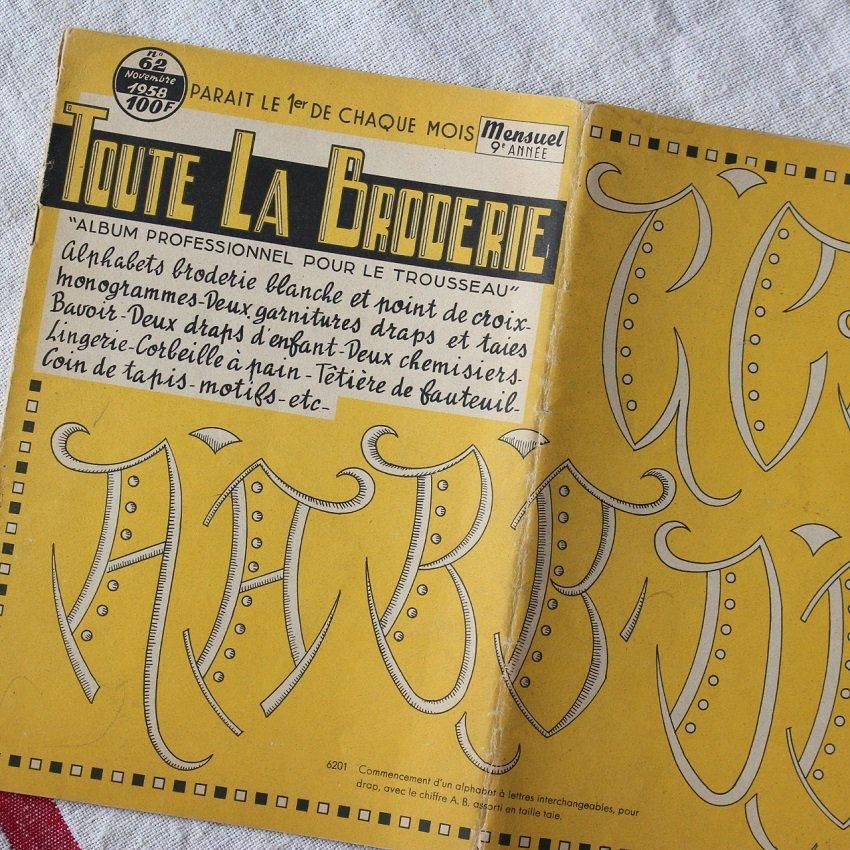 n° 62
Novembre
1958
100F
PARAIT LE 1er DE CHAQUE MOIS
Mensuel
9e ANNÉE
TOUTE LA BRODERIE
"ALBUM PROFESSIONNEL POUR LE TROUSSEAU"
Alphabets broderie blanche et point de croix-
monogrammes-Deux garnitures draps et taies
Bavoir-Deux draps d'enfant-Deux chemisiers-
Lingerie-Corbeille à pain-Têtière de fauteuil-
Coin de tapis-motifs-etc-
A A B B
6201 Commencement d'un alphabet à lettres interchangeables, pour
drap, avec le chiffre A. B. assorti en taille taie.